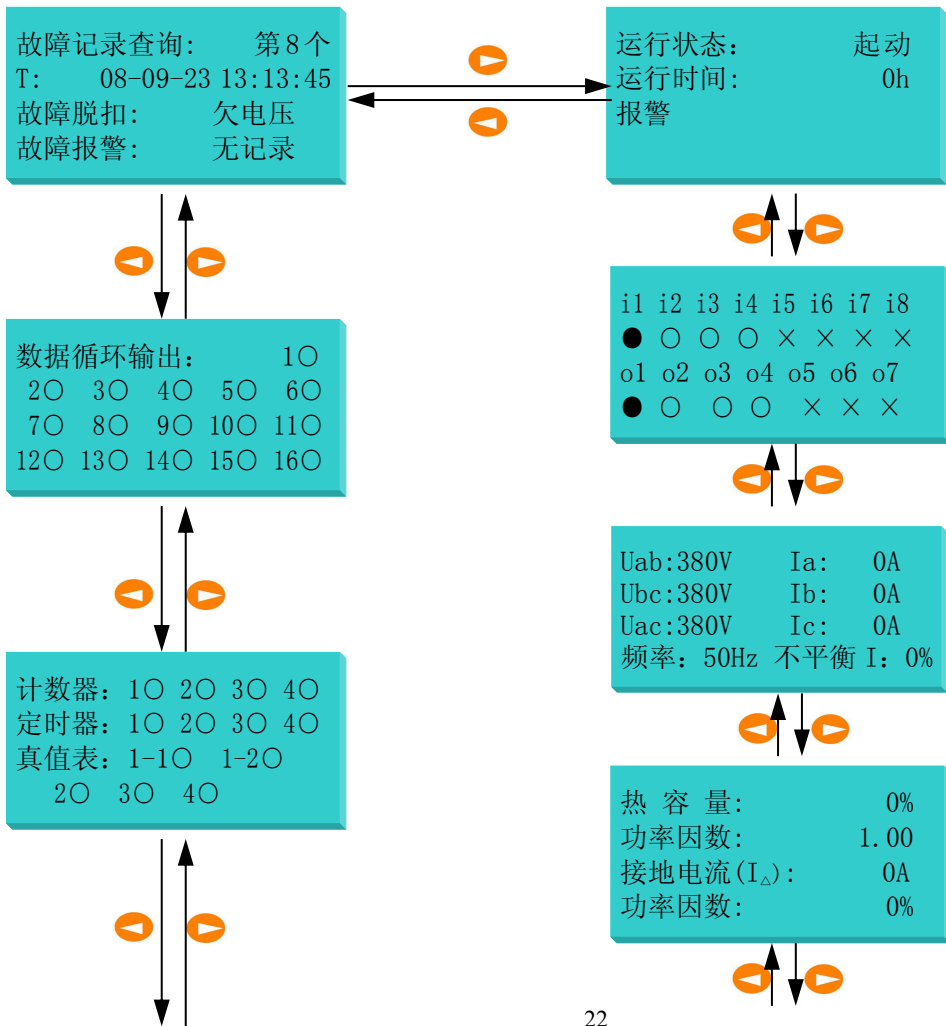 故障记录查询: 第8个
T: 08-09-23 13:13:45
故障脱扣: 欠电压
故障报警: 无记录
运行状态: 起动
运行时间: 0h
报警
数据循环输出: 1○
2○ 3○ 4○ 5○ 6○
7○ 8○ 9○ 10○ 11○
12○ 13○ 14○ 15○ 16○
i1 i2 i3 i4 i5 i6 i7 i8
● ○ ○ ○ × × × ×
o1 o2 o3 o4 o5 o6 o7
● ○ ○ ○ × × ×
Uab:380V Ia: 0A
Ubc:380V Ib: 0A
Uac:380V Ic: 0A
频率: 50Hz 不平衡 I: 0%
计数器: 1○ 2○ 3○ 4○
定时器: 1○ 2○ 3○ 4○
真值表: 1-1○ 1-2○
2○ 3○ 4○
热 容 量: 0%
功率因数: 1.00
接地电流(I△): 0A
功率因数: 0%
22